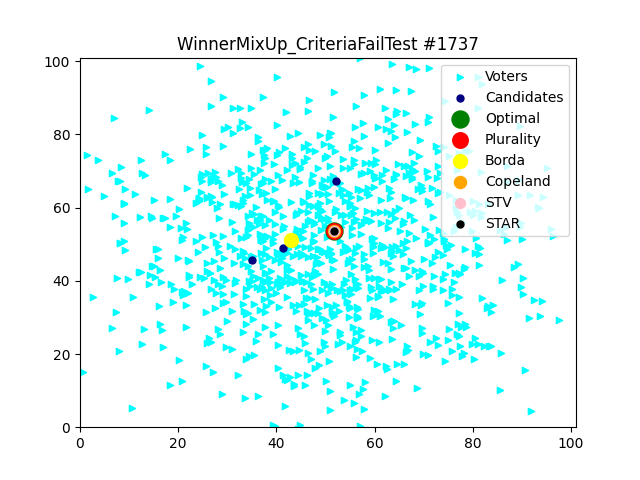 WinnerMixUp_CriteriaFailTest #1737
100
80
60
40
20
0
0
20
40
60
80
100
Voters
Candidates
Optimal
Plurality
Borda
Copeland
STV
STAR